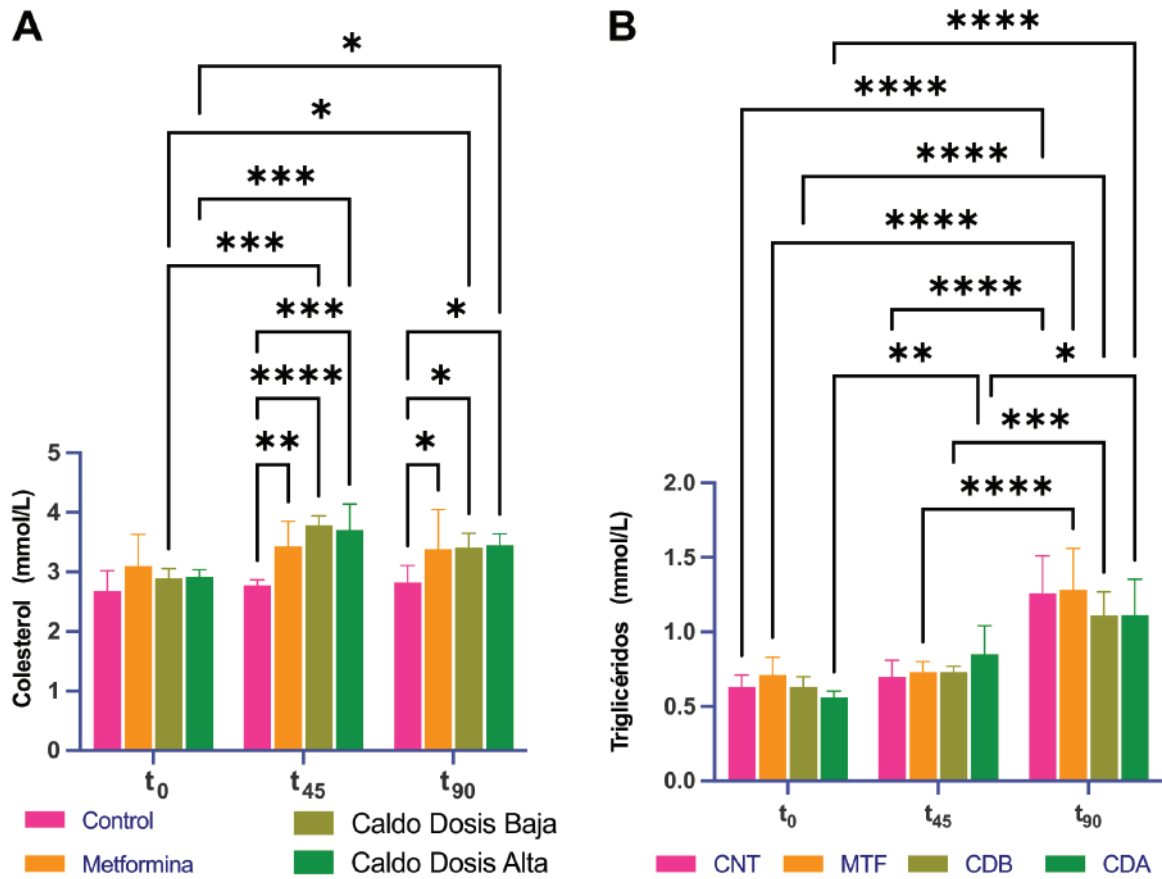 A
*
*
***
***
***
*
****
*
**
*
Colesterol (mmol/L)
5
4
3
2
1
0
t0
t45
t90
Control
Metformina
Caldo Dosis Baja
Caldo Dosis Alta
B
****
****
****
****
****
**
*
***
****
Triglicéridos (mmol/L)
2.0
1.5
1.0
0.5
0.0
t0
t45
t90
CNT
MTF
CDB
CDA